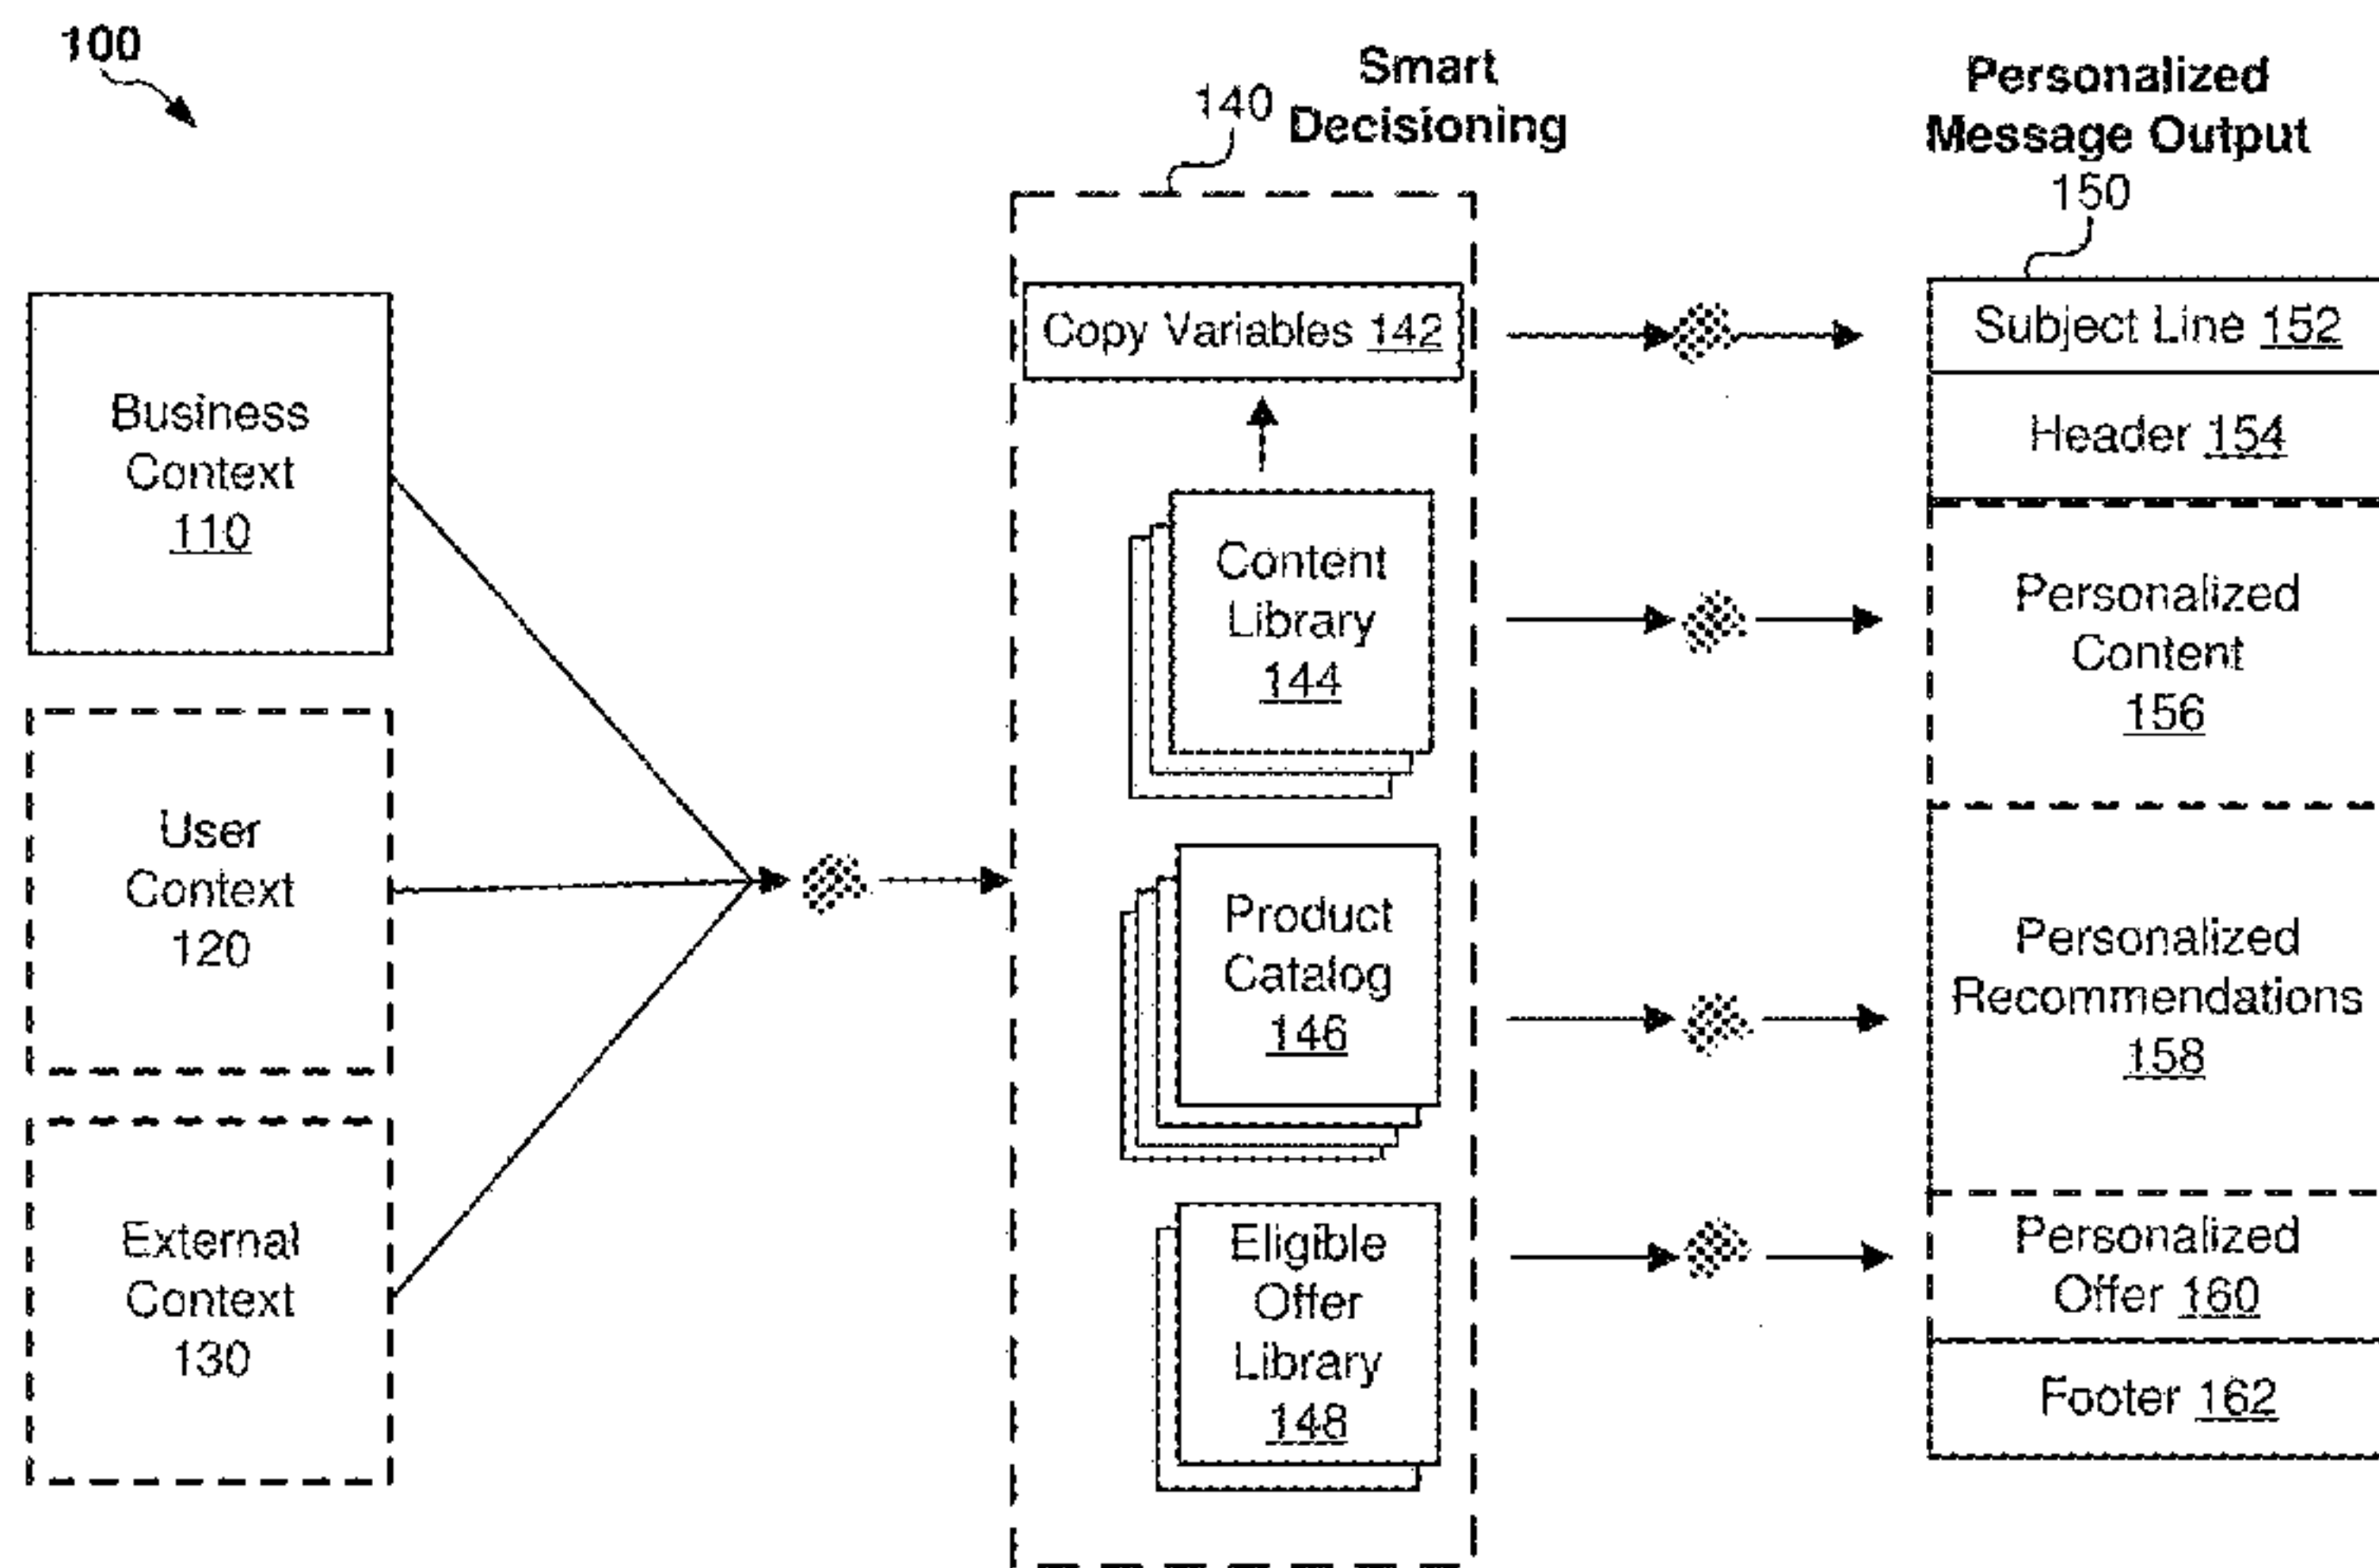 100
140
Smart
Decisioning
Personalized
Message Output
150
Business
Context
110
User
Context
120
External
Context
130
Copy Variables 142
Content
Library
144
Product
Catalog
146
Eligible
Offer
Library
148
Subject Line 152
Header 154
Personalized
Content
156
Personalized
Recommendations
158
Personalized
Offer 160
Footer 162